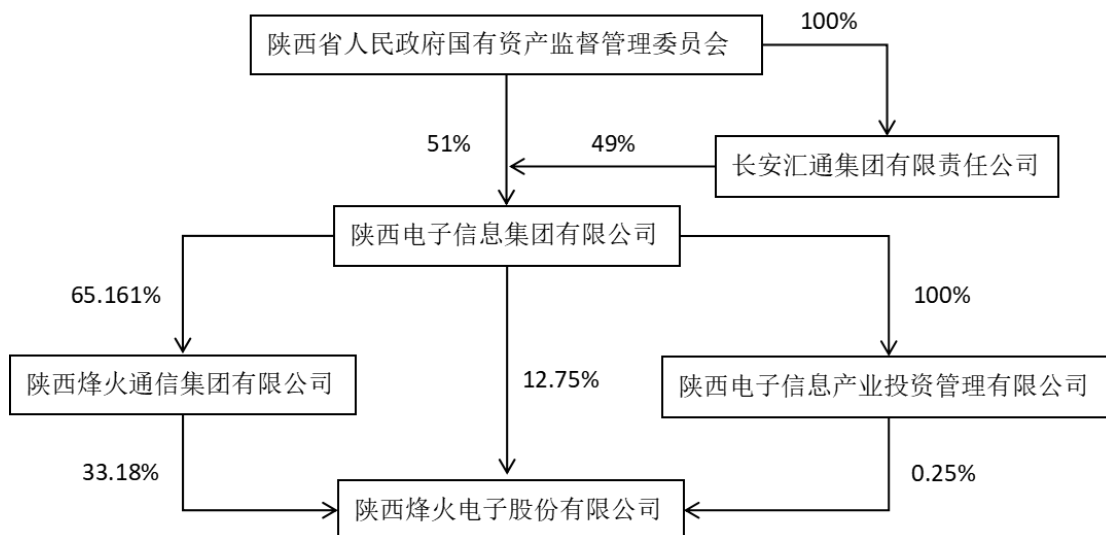 陕西省人民政府国有资产监督管理委员会
100%
51%
49%
长安汇通集团有限责任公司
陕西电子信息集团有限公司
65.161%
100%
陕西烽火通信集团有限公司
12.75%
陕西电子信息产业投资管理有限公司
33.18%
0.25%
陕西烽火电子股份有限公司